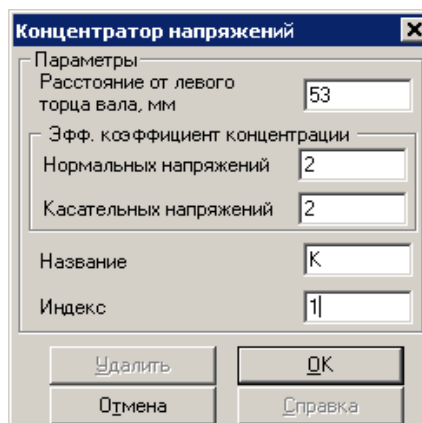 Концентратор напряжений
Параметры
Расстояние от левого торца вала, мм 53
Эфф. коэффициент концентрации
Нормальных напряжений 2
Касательных напряжений 2
Название К
Индекс 1
Удалить ОК
Отмена Справка